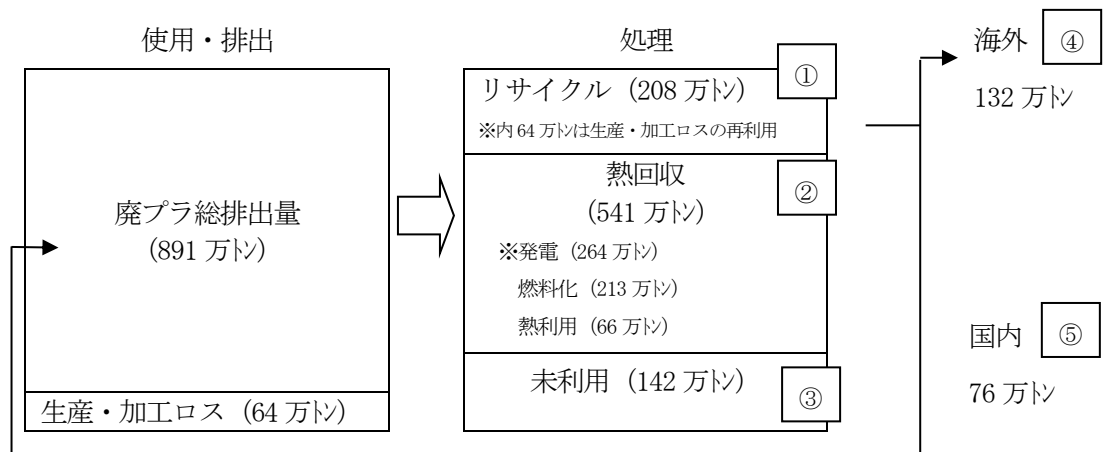 使用・排出
処理
海外 ④
132 万トン
リサイクル (208 万トン) ①
※内 64 万トンは生産・加工ロスの再利用
熱回収 ②
(541 万トン)
※発電 (264 万トン)
燃料化 (213 万トン)
熱利用 (66 万トン)
廃プラ総排出量
(891 万トン)
未利用 (142 万トン) ③
生産・加工ロス (64 万トン)
国内 ⑤
76 万トン